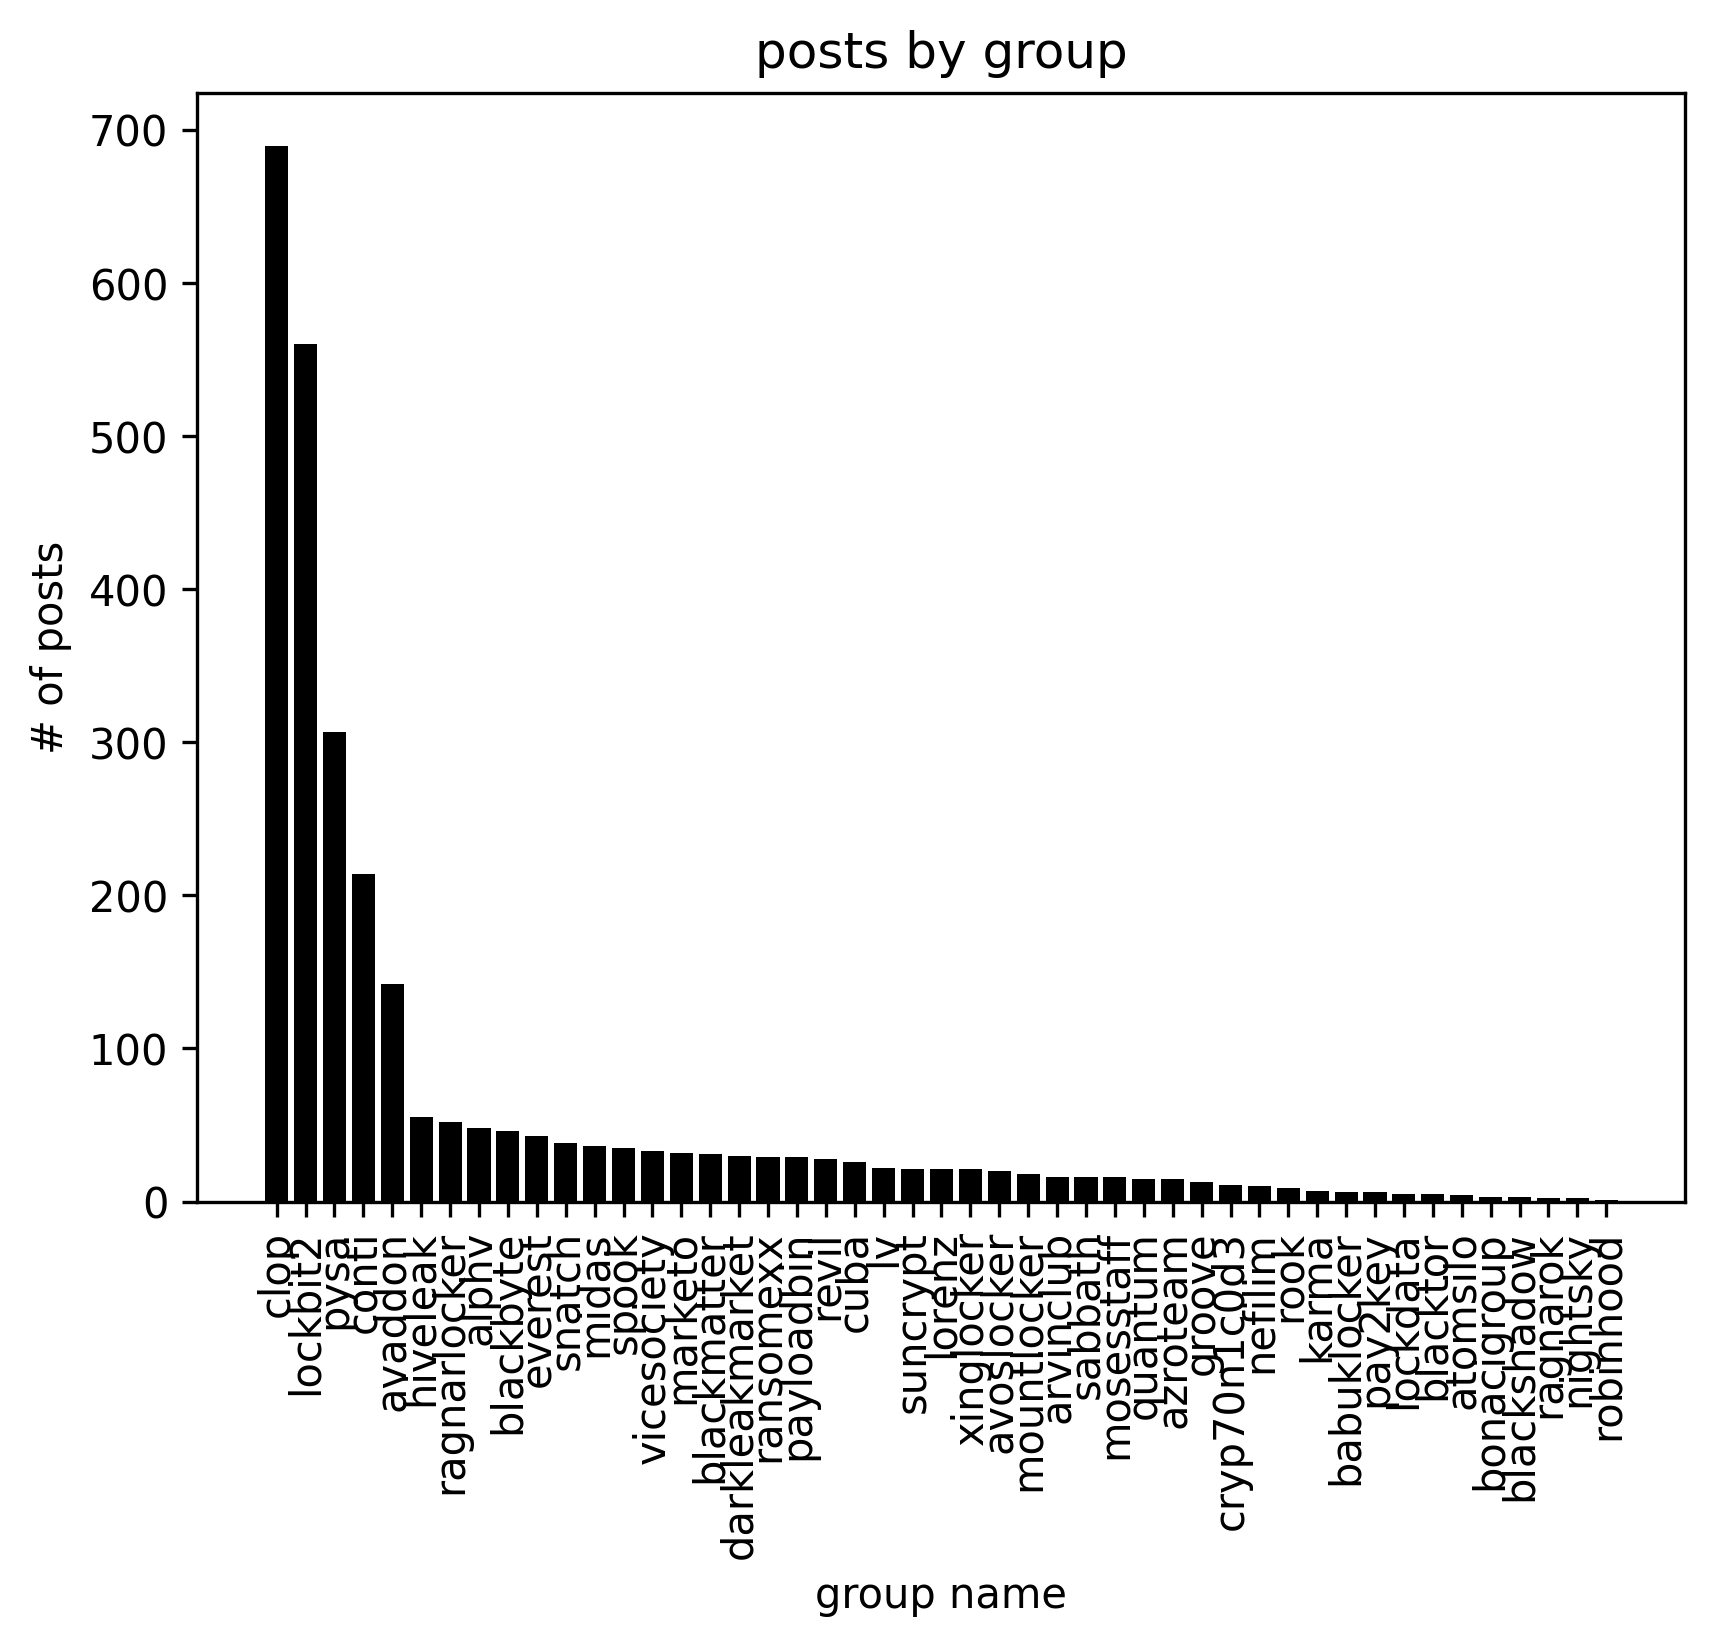 posts by group
# of posts
700
600
500
400
300
200
100
0
clop
lockbit2
pysa
conti
avaddon
hiveleak
ragnarlocker
alphv
blackbyte
everest
snatch
midas
spook
vicesociety
marketo
blackmatter
darkleakmarket
ransomexx
payloadbin
revil
cuba
lv
suncrypt
lorenz
xinglocker
avoslocker
mountlocker
arvinclub
sabbath
mosesstaff
quantum
azroteam
groove
cryp70n1c0d3
nefilim
rook
karma
babuklocker
pay2key
lockdata
blacktor
atomsilo
bonacigroup
blackshadow
ragnarok
nightsky
robinhood
group name